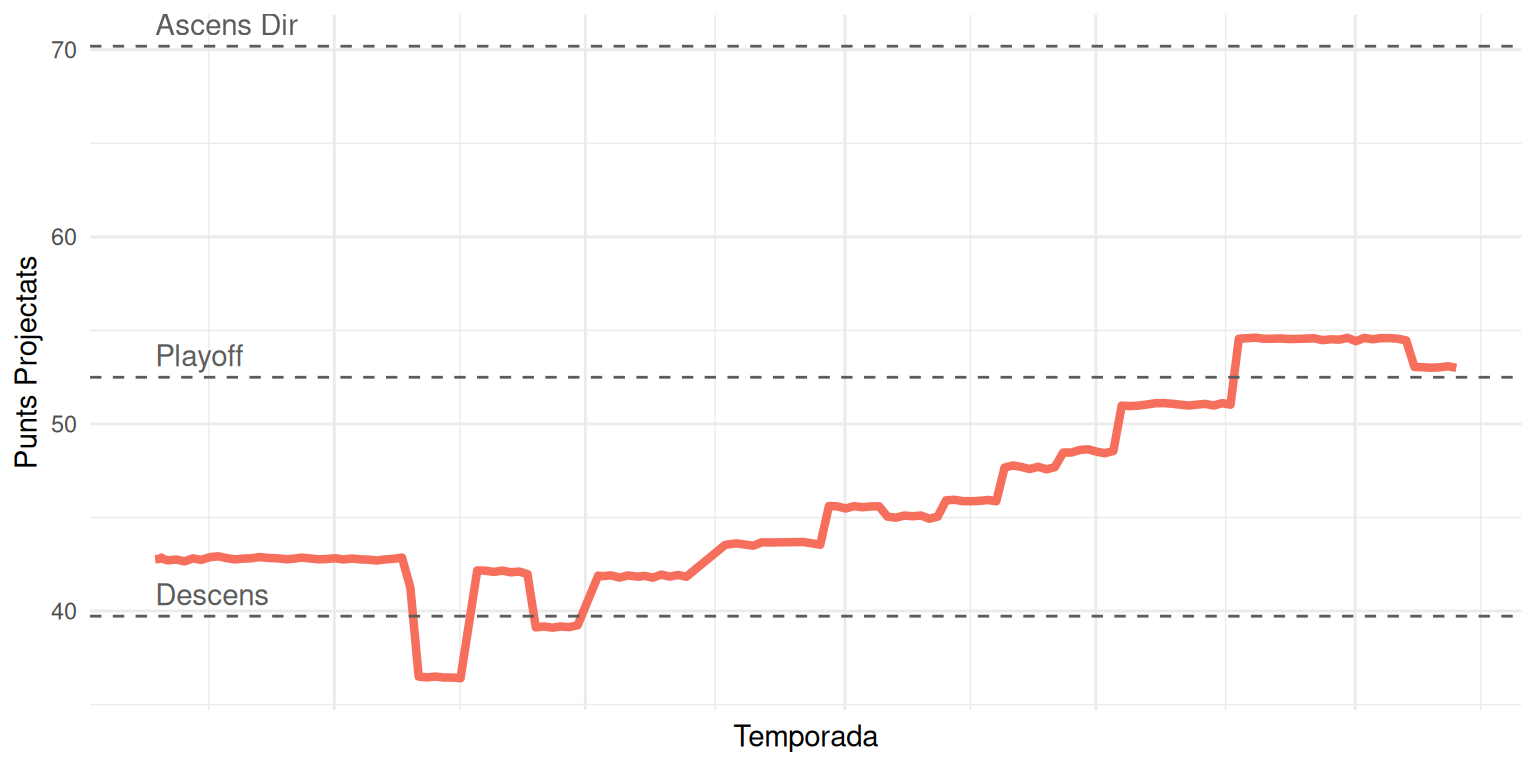 Ascens Dir
70
60
Punts Projectats
Playoff
50
Descens
40
Temporada